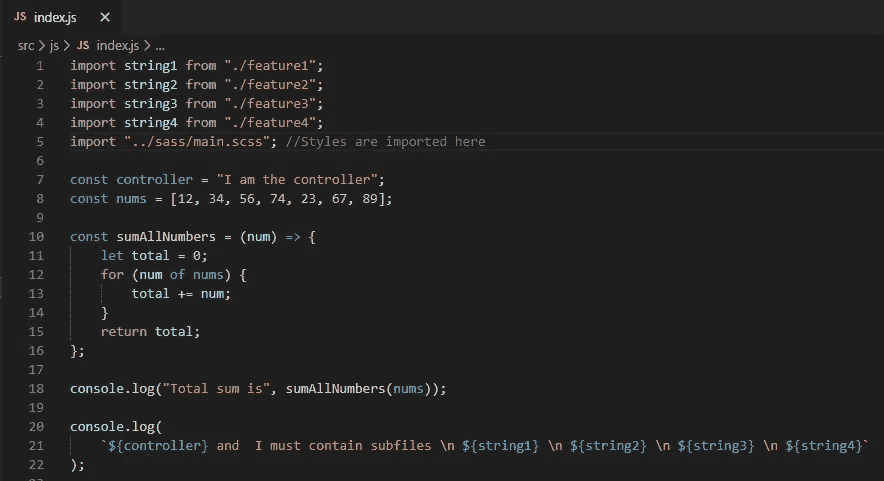 JS index.js ×
src > js > JS index.js > ...
1 import string1 from "./feature1";
2 import string2 from "./feature2";
3 import string3 from "./feature3";
4 import string4 from "./feature4";
5 import "../sass/main.scss"; //Styles are imported here
6
7 const controller = "I am the controller";
8 const nums = [12, 34, 56, 74, 23, 67, 89];
9
10 const sumAllNumbers = (num) => {
11     let total = 0;
12     for (num of nums) {
13         total += num;
14     }
15     return total;
16 };
17
18 console.log("Total sum is", sumAllNumbers(nums));
19
20 console.log(
21     `${controller} and  I must contain subfiles \n ${string1} \n ${string2} \n ${string3} \n ${string4}`
22 );